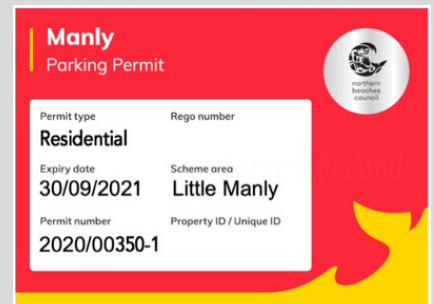 Manly
Parking Permit
northern
beaches
council
Permit type
Rego number
Residential
Expiry date
Scheme area
30/09/2021
Little Manly
Permit number
Property ID / Unique ID
2020/00350-1
Permits